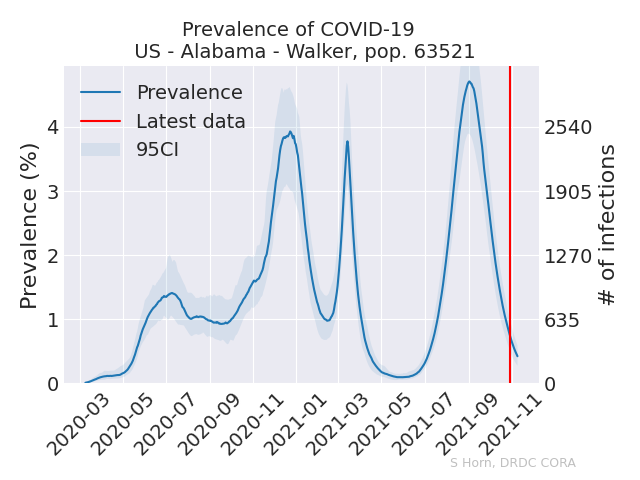 Prevalence of COVID-19
US - Alabama - Walker, pop. 63521
Prevalence
Latest data
95CI
Prevalence (%)
4
3
2
1
0
2540
1905
1270
635
0
# of infections
2020-03
2020-05
2020-07
2020-09
2020-11
2021-01
2021-03
2021-05
2021-07
2021-09
2021-11
S Horn, DRDC CORA